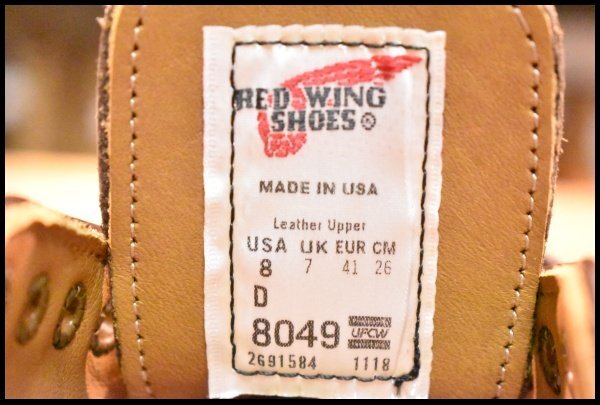 RED WING
SHOES®
MADE IN USA
Leather Upper
USA UK EUR CM
8 7 41 26
D
8049 UFCW
2691584 1118